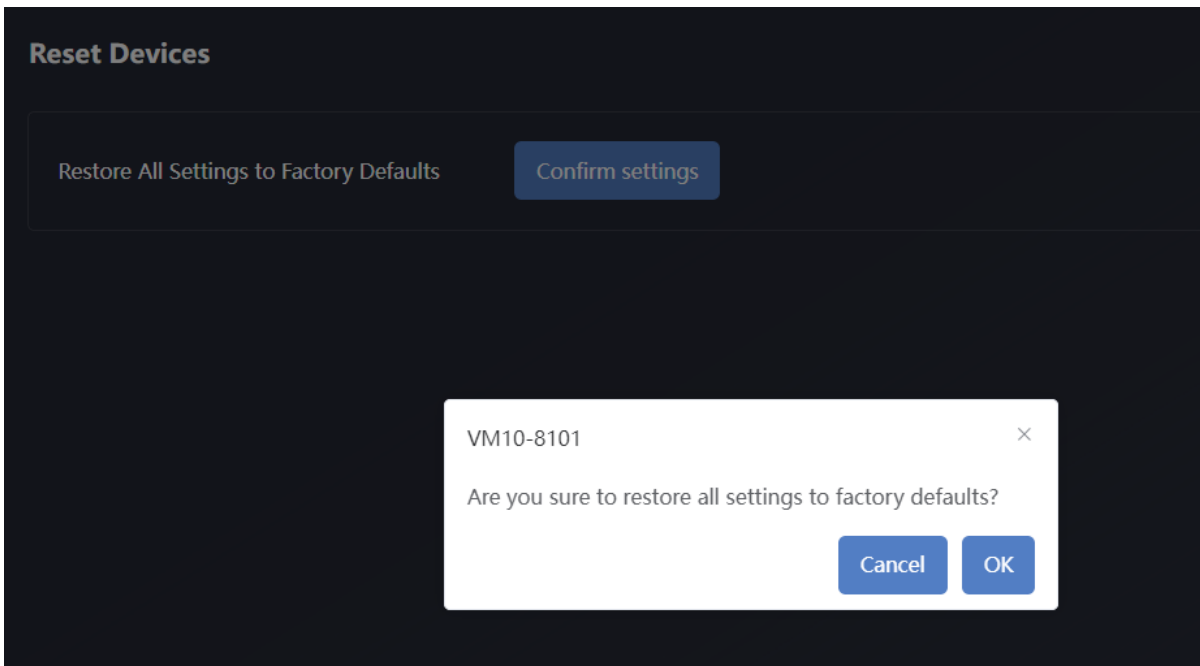 Reset Devices
Restore All Settings to Factory Defaults
Confirm settings
VM10-8101
Are you sure to restore all settings to factory defaults?
Cancel
OK